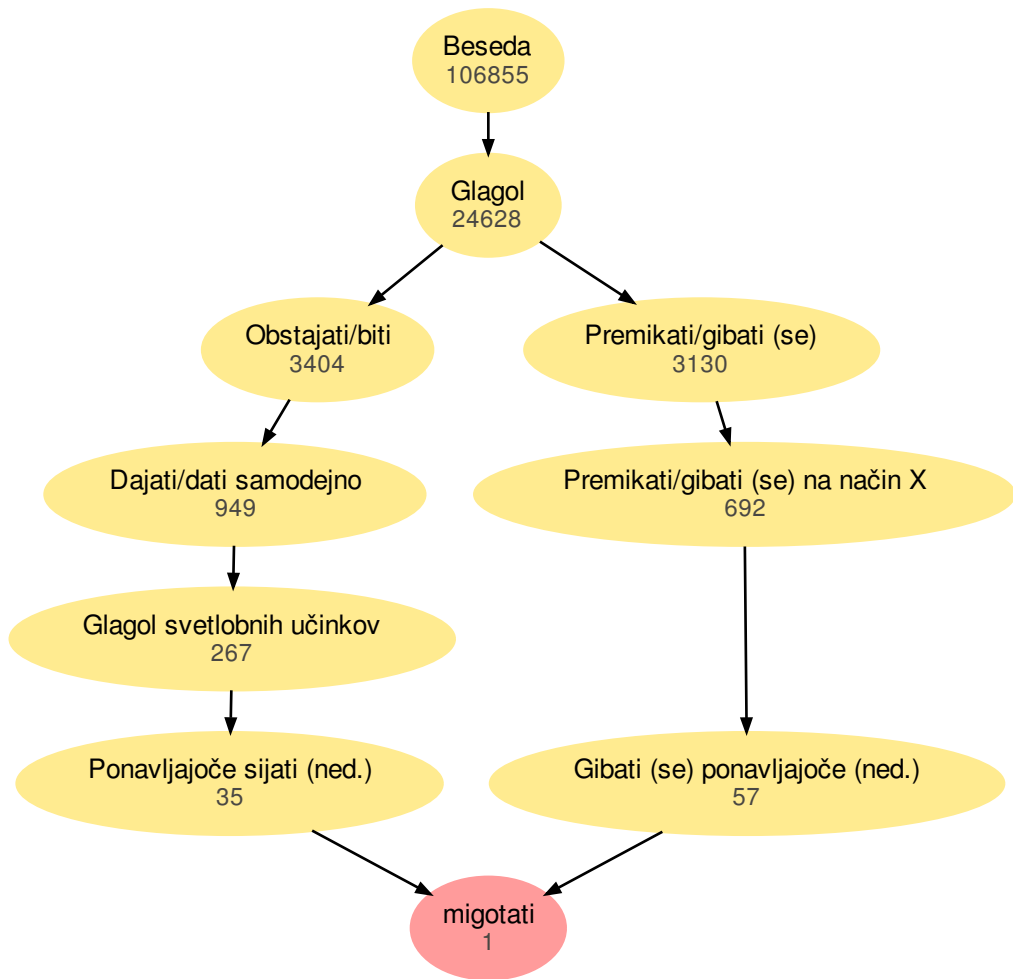 Beseda
106855
Glagol
24628
Obstajati/biti
3404
Premikati/gibati (se)
3130
Dajati/dati samodejno
949
Premikati/gibati (se) na način X
692
Glagol svetlobnih učinkov
267
Ponavljajoče sijati (ned.)
35
Gibati (se) ponavljajoče (ned.)
57
migotati
1